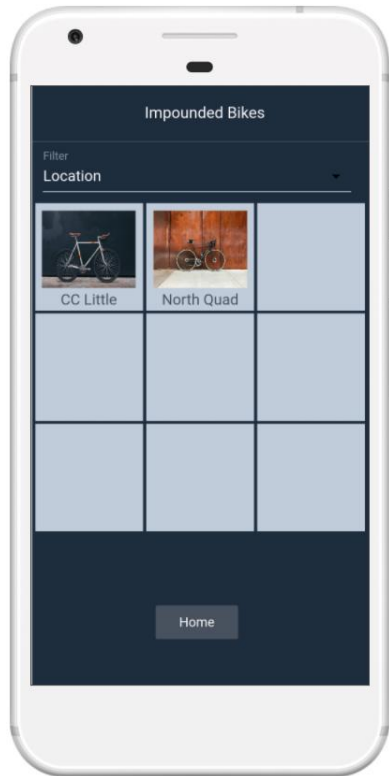 Impounded Bikes
Filter
Location
CC Little
North Quad
Home